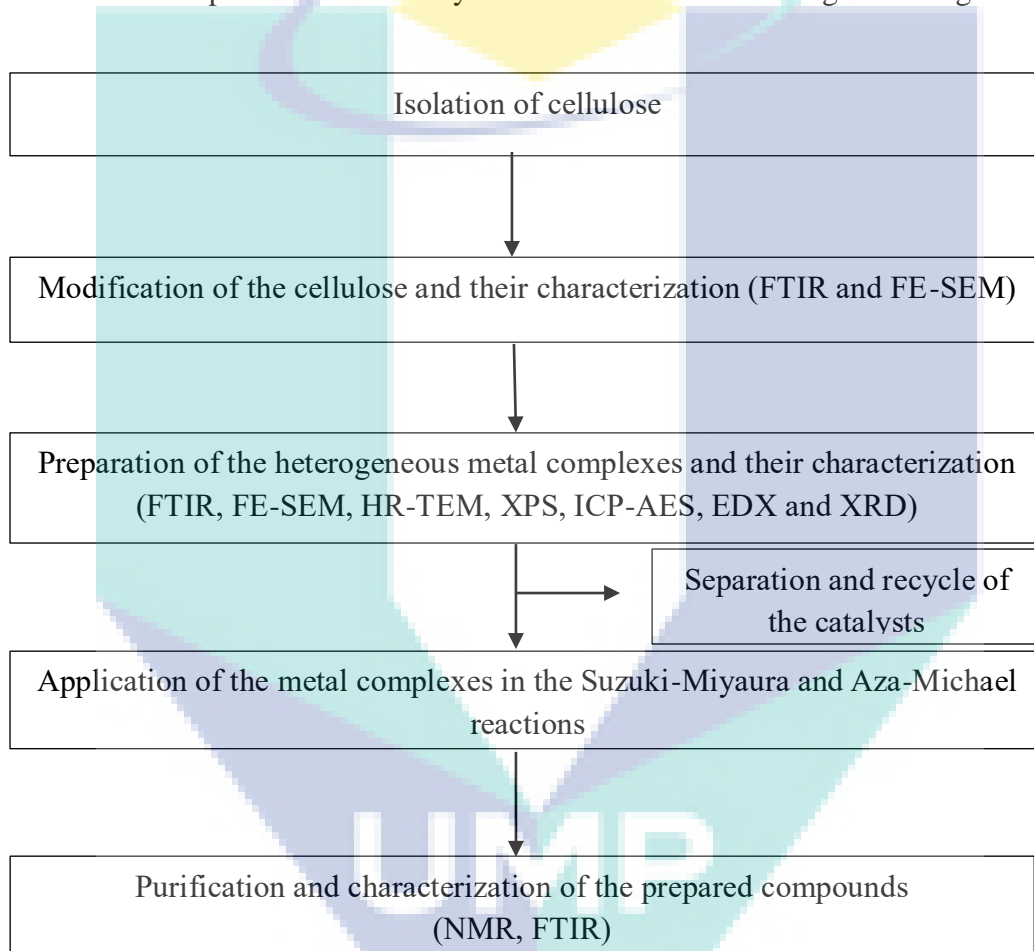 Isolation of cellulose
Modification of the cellulose and their characterization (FTIR and FE-SEM)
Preparation of the heterogeneous metal complexes and their characterization
(FTIR, FE-SEM, HR-TEM, XPS, ICP-AES, EDX and XRD)
Separation and recycle of
the catalysts
Application of the metal complexes in the Suzuki-Miyaura and Aza-Michael
reactions
UMP
Purification and characterization of the prepared compounds
(NMR, FTIR)